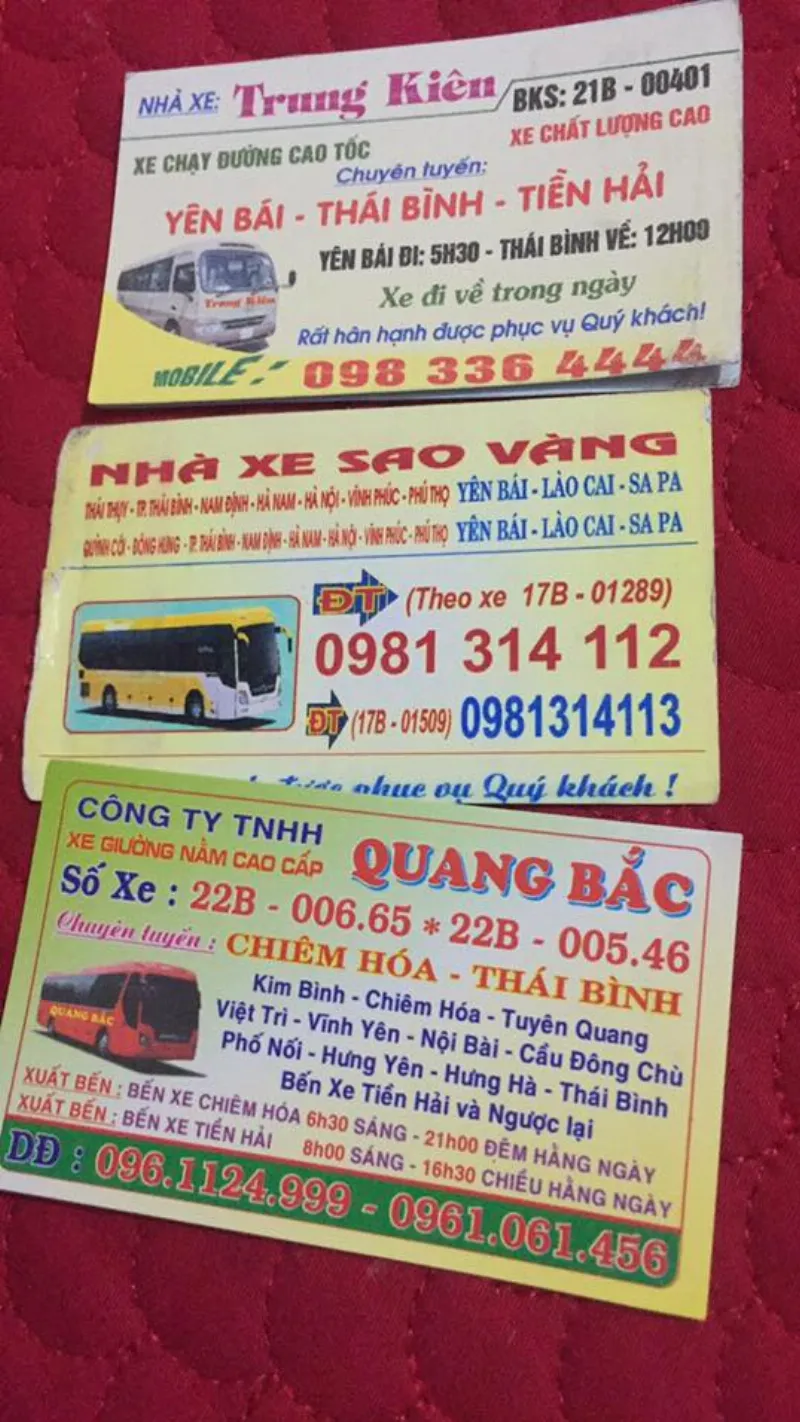 NHÀ XE: Trung Kiên BKS: 21B - 00401
XE CHẠY ĐƯỜNG CAO TỐC XE CHẤT LƯỢNG CAO
Chuyên tuyến:
YÊN BÁI - THÁI BÌNH - TIỀN HẢI
YÊN BÁI ĐI: 5H30 - THÁI BÌNH VỀ: 12H00
Trung Kiên
Xe đi về trong ngày
Rất hân hạnh được phục vụ Quý khách!
MOBILE: 098 336 4444
NHÀ XE SAO VÀNG
THÁI THỤY - TP. THÁI BÌNH - NAM ĐỊNH - HÀ NAM - HÀ NỘI - VĨNH PHÚC - PHÚ THỌ YÊN BÁI - LÀO CAI - SA PA
QUỲNH CÔI - ĐÔNG HƯNG - TP. THÁI BÌNH - NAM ĐỊNH - HÀ NAM - HÀ NỘI - VĨNH PHÚC - PHÚ THỌ YÊN BÁI - LÀO CAI - SA PA
ĐT (Theo xe 17B - 01289)
0981 314 112
ĐT (17B - 01509) 0981314113
được phục vụ Quý khách !
CÔNG TY TNHH
XE GIƯỜNG NẰM CAO CẤP QUANG BẮC
Số Xe : 22B - 006.65 * 22B - 005.46
Chuyên tuyến : CHIÊM HÓA - THÁI BÌNH
QUANG BẮC
Kim Bình - Chiêm Hóa - Tuyên Quang
Việt Trì - Vĩnh Yên - Nội Bài - Cầu Đông Chù
Phố Nối - Hưng Yên - Hưng Hà - Thái Bình
Bến Xe Tiền Hải và Ngược lại
XUẤT BẾN : BẾN XE CHIÊM HÓA 6h30 SÁNG - 21h00 ĐÊM HẰNG NGÀY
XUẤT BẾN : BẾN XE TIỀN HẢI 8h00 SÁNG - 16h30 CHIỀU HẰNG NGÀY
DĐ : 096.1124.999 - 0961.061.456